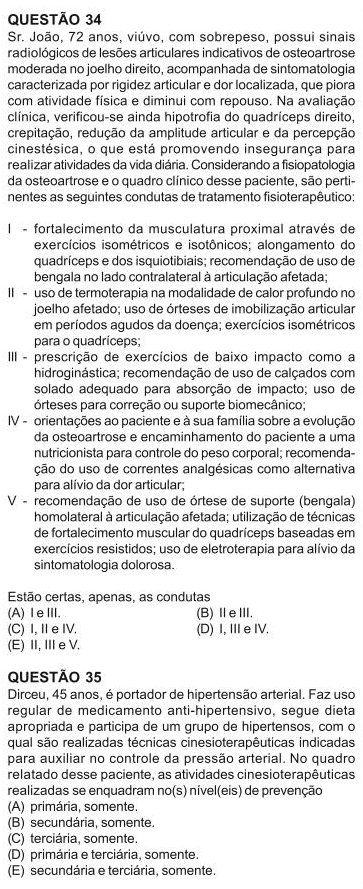 QUESTÃO 34
Sr. João, 72 anos, viúvo, com sobrepeso, possui sinais
radiológicos de lesões articulares indicativos de osteoartrose
moderada no joelho direito, acompanhada de sintomatologia
caracterizada por rigidez articular e dor localizada, que piora
com atividade física e diminui com repouso. Na avaliação
clínica, verificou-se ainda hipotrofia do quadríceps direito,
crepitação, redução da amplitude articular e da percepção
cinestésica, o que está promovendo insegurança para
realizar atividades da vida diária. Considerando a fisiopatologia
da osteoartrose e o quadro clínico desse paciente, são perti-
nentes as seguintes condutas de tratamento fisioterapêutico:
I - fortalecimento da musculatura proximal através de
exercícios isométricos e isotônicos; alongamento do
quadríceps e dos isquiotibiais; recomendação de uso de
bengala no lado contralateral à articulação afetada;
II - uso de termoterapia na modalidade de calor profundo no
joelho afetado; uso de órteses de imobilização articular
em períodos agudos da doença; exercícios isométricos
para o quadríceps;
III - prescrição de exercícios de baixo impacto como a
hidroginástica; recomendação de uso de calçados com
solado adequado para absorção de impacto; uso de
órteses para correção ou suporte biomecânico;
IV - orientações ao paciente e à sua família sobre a evolução
da osteoartrose e encaminhamento do paciente a uma
nutricionista para controle do peso corporal; recomenda-
ção do uso de correntes analgésicas como alternativa
para alívio da dor articular;
V - recomendação de uso de órtese de suporte (bengala)
homolateral à articulação afetada; utilização de técnicas
de fortalecimento muscular do quadríceps baseadas em
exercícios resistidos; uso de eletroterapia para alívio da
sintomatologia dolorosa.
Estão certas, apenas, as condutas
(A) I e III. (B) II e III.
(C) I, II e IV. (D) I, III e IV.
(E) II, III e V.
QUESTÃO 35
Dirceu, 45 anos, é portador de hipertensão arterial. Faz uso
regular de medicamento anti-hipertensivo, segue dieta
apropriada e participa de um grupo de hipertensos, com o
qual são realizadas técnicas cinesioterapêuticas indicadas
para auxiliar no controle da pressão arterial. No quadro
relatado desse paciente, as atividades cinesioterapêuticas
realizadas se enquadram no(s) nível(eis) de prevenção
(A) primária, somente.
(B) secundária, somente.
(C) terciária, somente.
(D) primária e terciária, somente.
(E) secundária e terciária, somente.